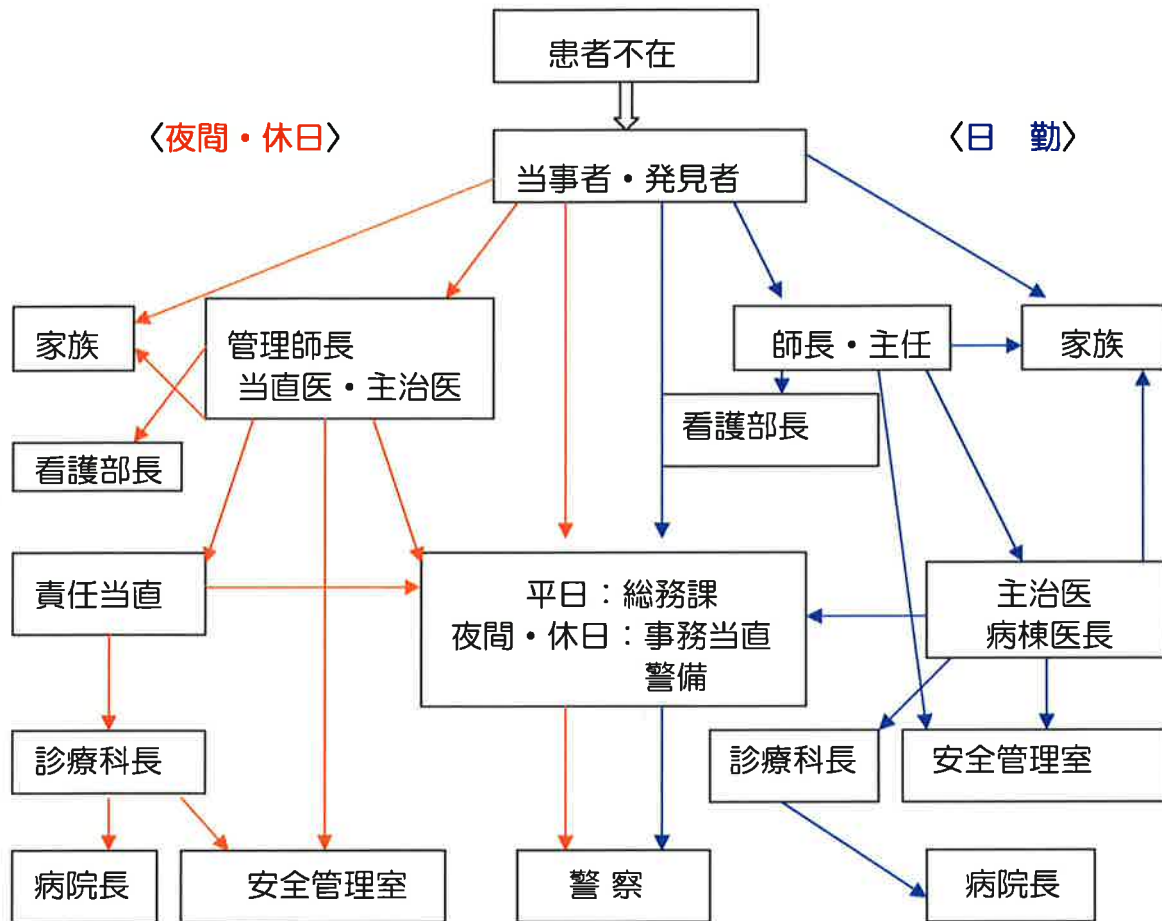 患者不在
〈夜間・休日〉
〈日　勤〉
当事者・発見者
家族
管理師長
当直医・主治医
師長・主任
家族
看護部長
看護部長
責任当直
平日：総務課
夜間・休日：事務当直
警備
主治医
病棟医長
診療科長
診療科長
安全管理室
病院長
安全管理室
警 察
病院長